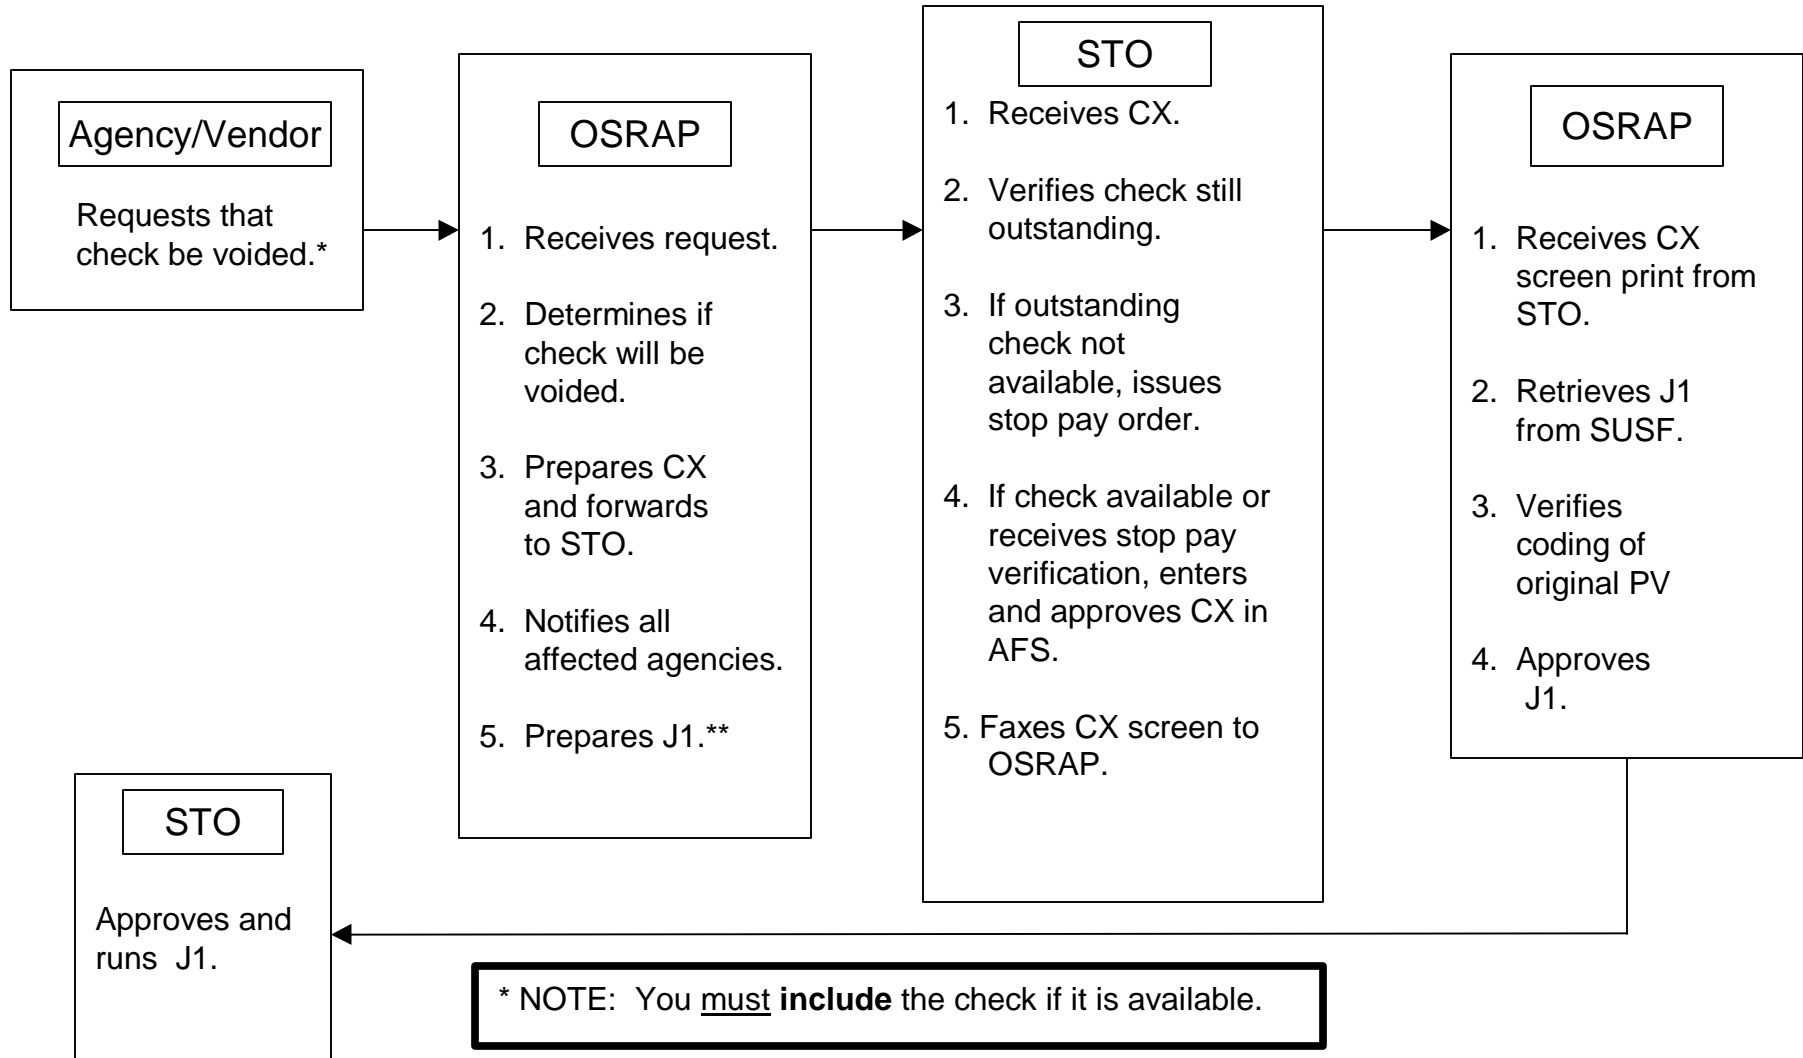 Agency/Vendor
Requests that
check be voided.*
OSRAP
1. Receives request.
2. Determines if
check will be
voided.
3. Prepares CX
and forwards
to STO.
4. Notifies all
affected agencies.
5. Prepares J1.**
STO
1. Receives CX.
2. Verifies check still
outstanding.
3. If outstanding
check not
available, issues
stop pay order.
4. If check available or
receives stop pay
verification, enters
and approves CX in
AFS.
5. Faxes CX screen to
OSRAP.
OSRAP
1. Receives CX
screen print from
STO.
2. Retrieves J1
from SUSF.
3. Verifies
coding of
original PV
4. Approves
J1.
STO
Approves and
runs J1.
* NOTE: You must include the check if it is available.